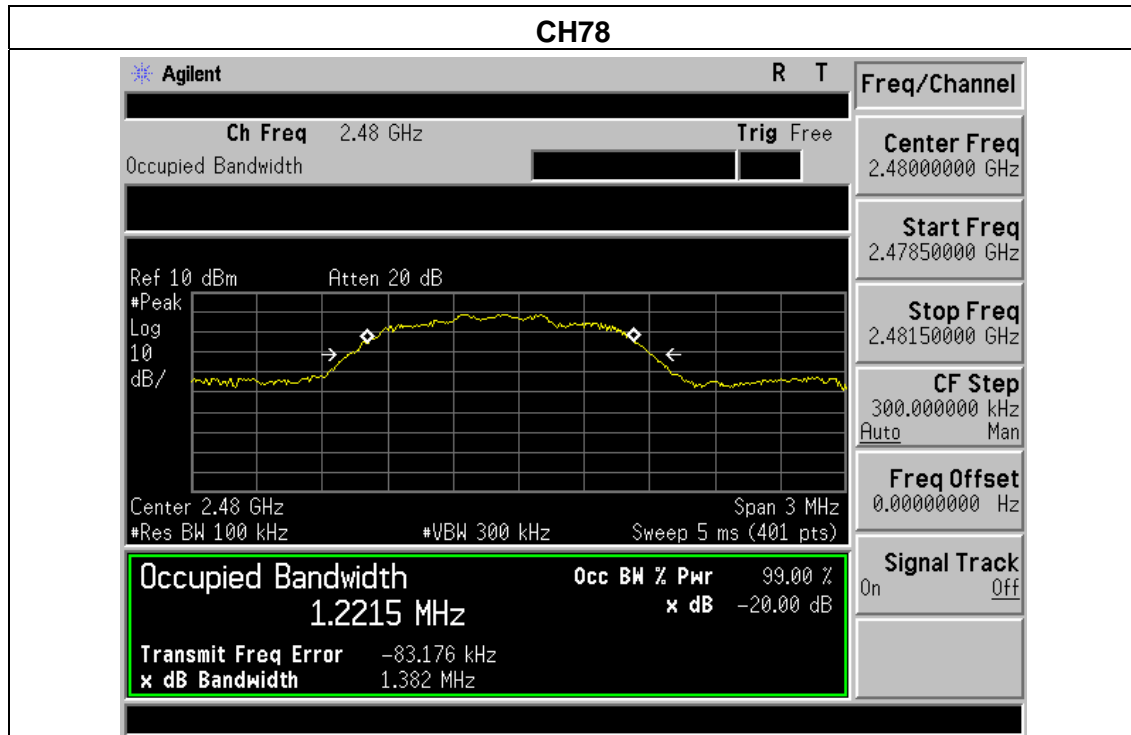 CH78
Agilent R T
Ch Freq 2.48 GHz Trig Free
Occupied Bandwidth
Ref 10 dBm Atten 20 dB
#Peak
Log
10
dB/
Center 2.48 GHz Span 3 MHz
#Res BW 100 kHz #VBW 300 kHz Sweep 5 ms (401 pts)
Occupied Bandwidth Occ BW % Pwr 99.00 %
1.2215 MHz x dB -20.00 dB
Transmit Freq Error -83.176 kHz
x dB Bandwidth 1.382 MHz
Freq/Channel
Center Freq
2.48000000 GHz
Start Freq
2.47850000 GHz
Stop Freq
2.48150000 GHz
CF Step
300.000000 kHz
Auto Man
Freq Offset
0.00000000 Hz
Signal Track
On Off